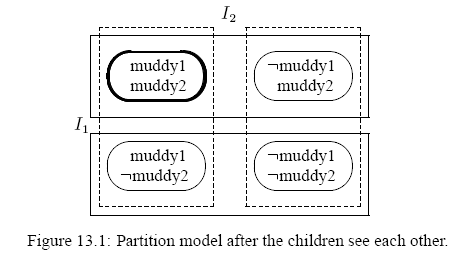 I₂
muddy1
muddy2
¬muddy1
muddy2
I₁
muddy1
¬muddy2
¬muddy1
¬muddy2
Figure 13.1: Partition model after the children see each other.